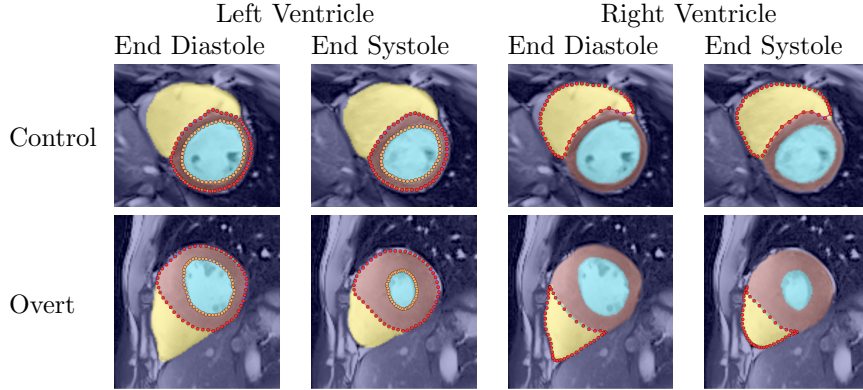 Left Ventricle Right Ventricle
End Diastole End Systole End Diastole End Systole
Control
Overt